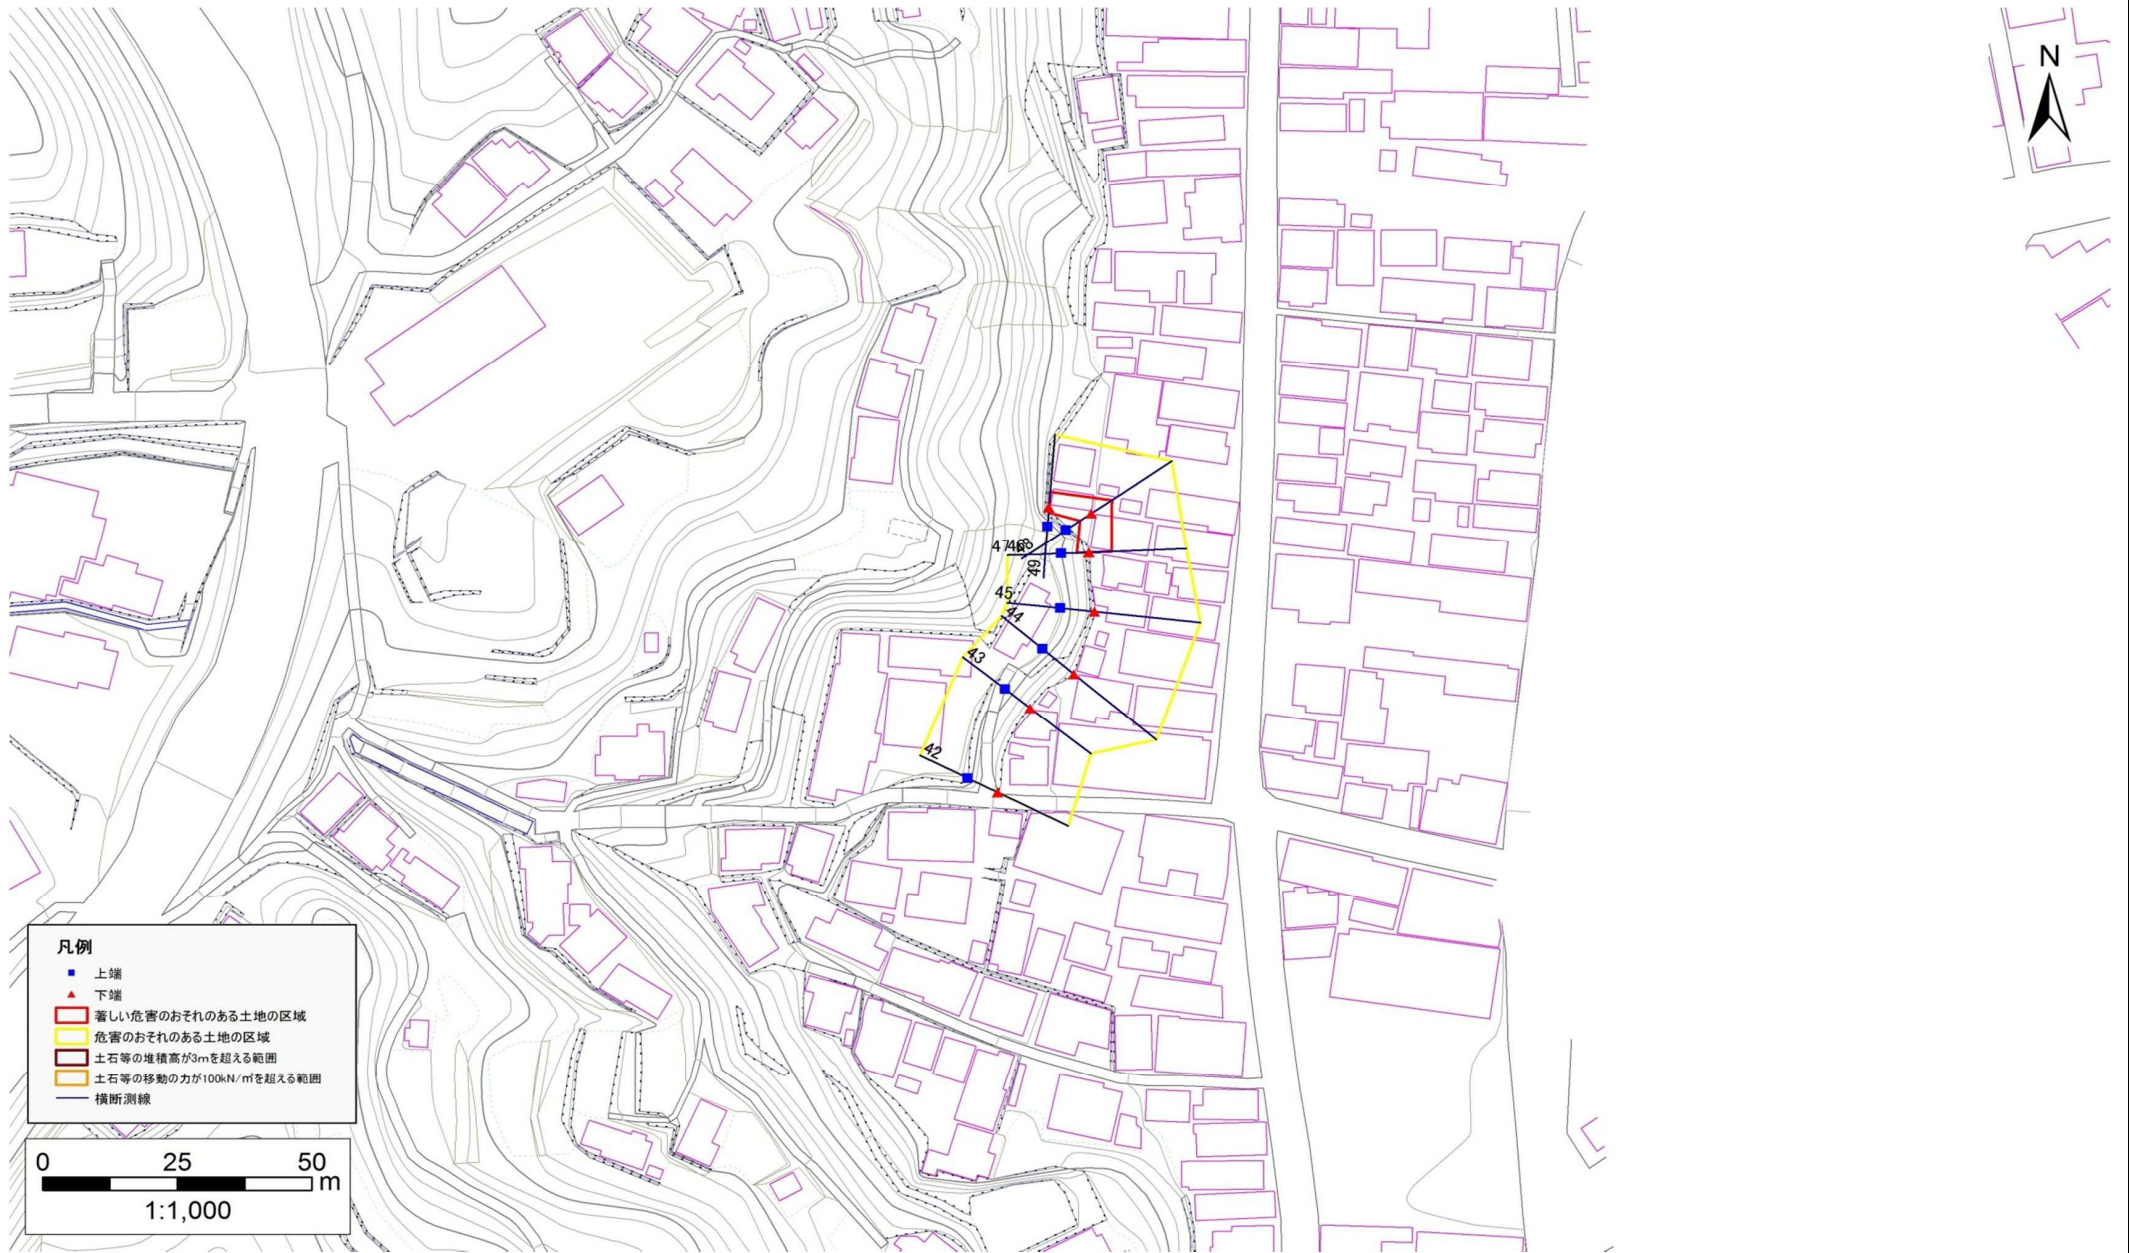 N
47
48
49
45
44
43
42
凡例
上端
下端
著しい危害のおそれのある土地の区域
危害のおそれのある土地の区域
土石等の堆積高が3mを超える範囲
土石等の移動の力が100kN/㎡を超える範囲
横断測線
0 25 50 m
1:1,000